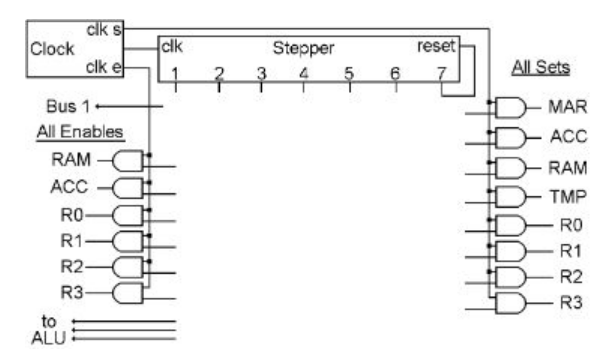 clk s
Clock
clk e
clk Stepper reset
1 2 3 4 5 6 7
All Sets
Bus 1
All Enables
RAM
ACC
R0
R1
R2
R3
to
ALU
MAR
ACC
RAM
TMP
R0
R1
R2
R3